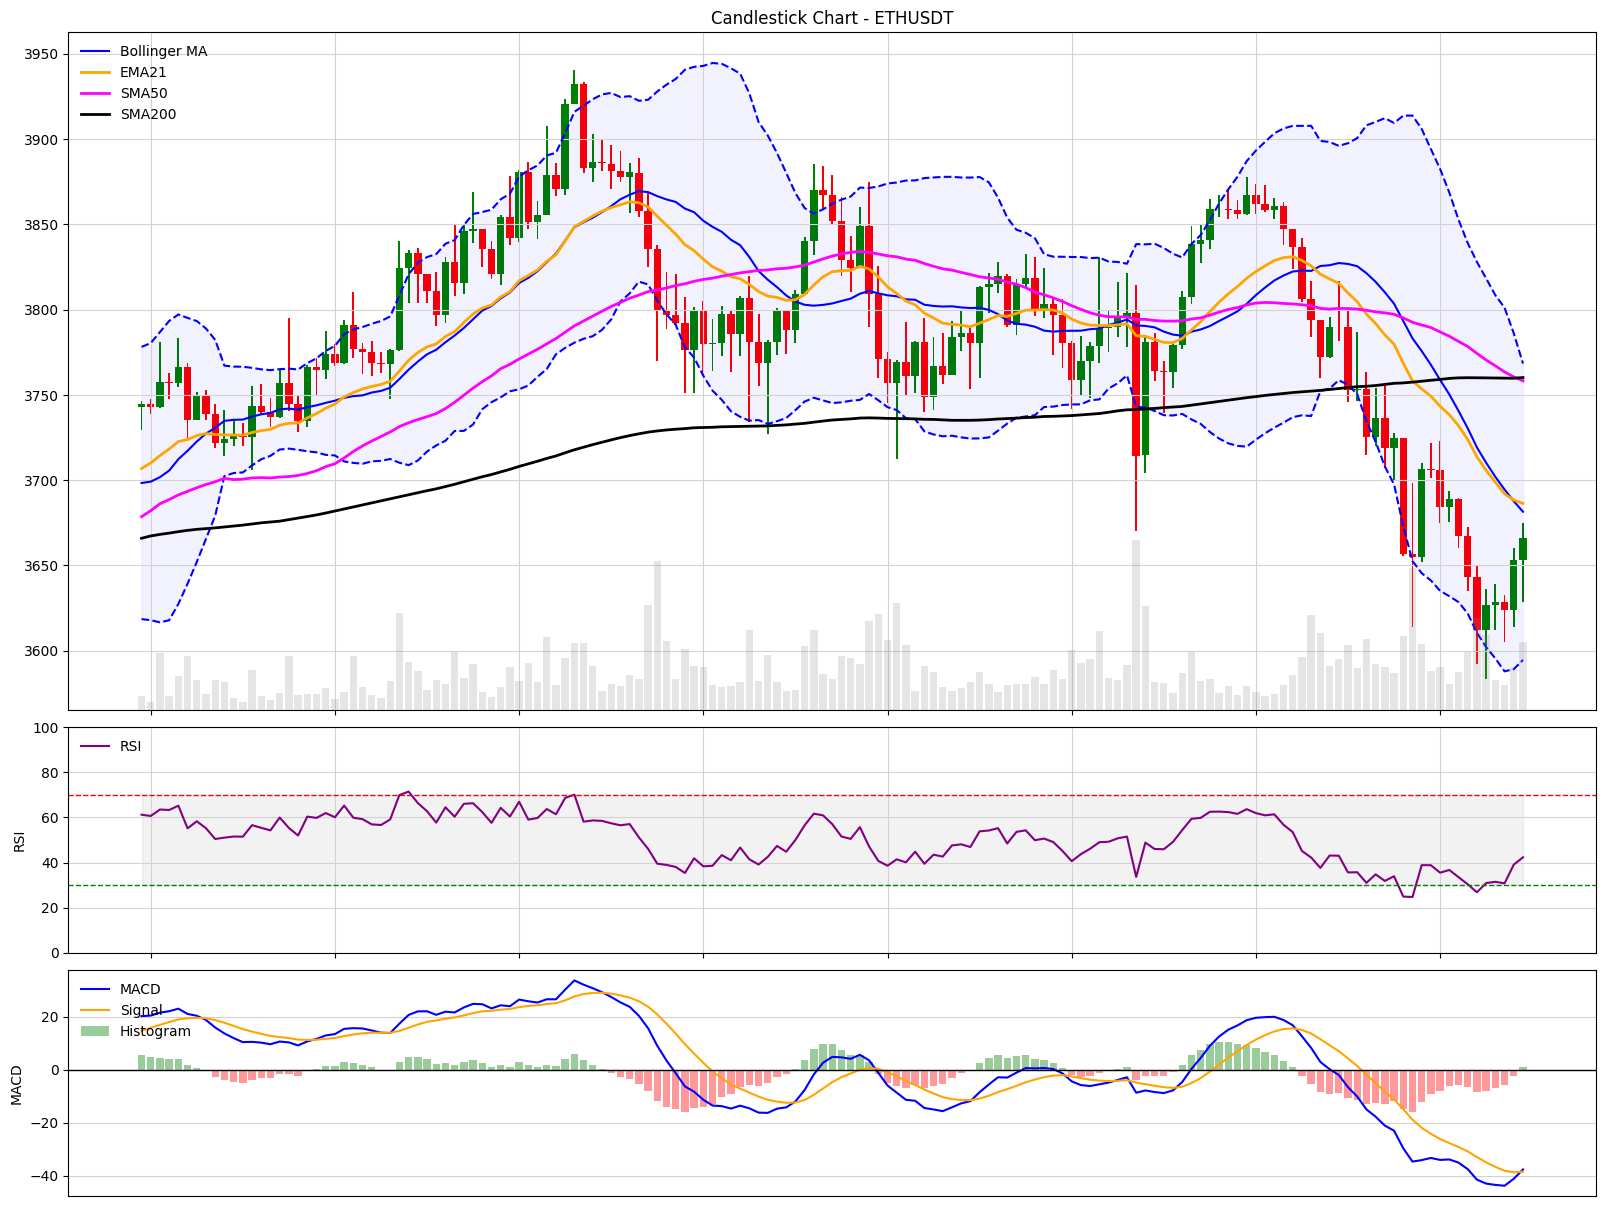 Candlestick Chart - ETHUSDT
Bollinger MA
EMA21
SMA50
SMA200
3950
3900
3850
3800
3750
3700
3650
3600
RSI
100
80
60
40
20
0
RSI
MACD
Signal
Histogram
20
0
−20
−40
MACD